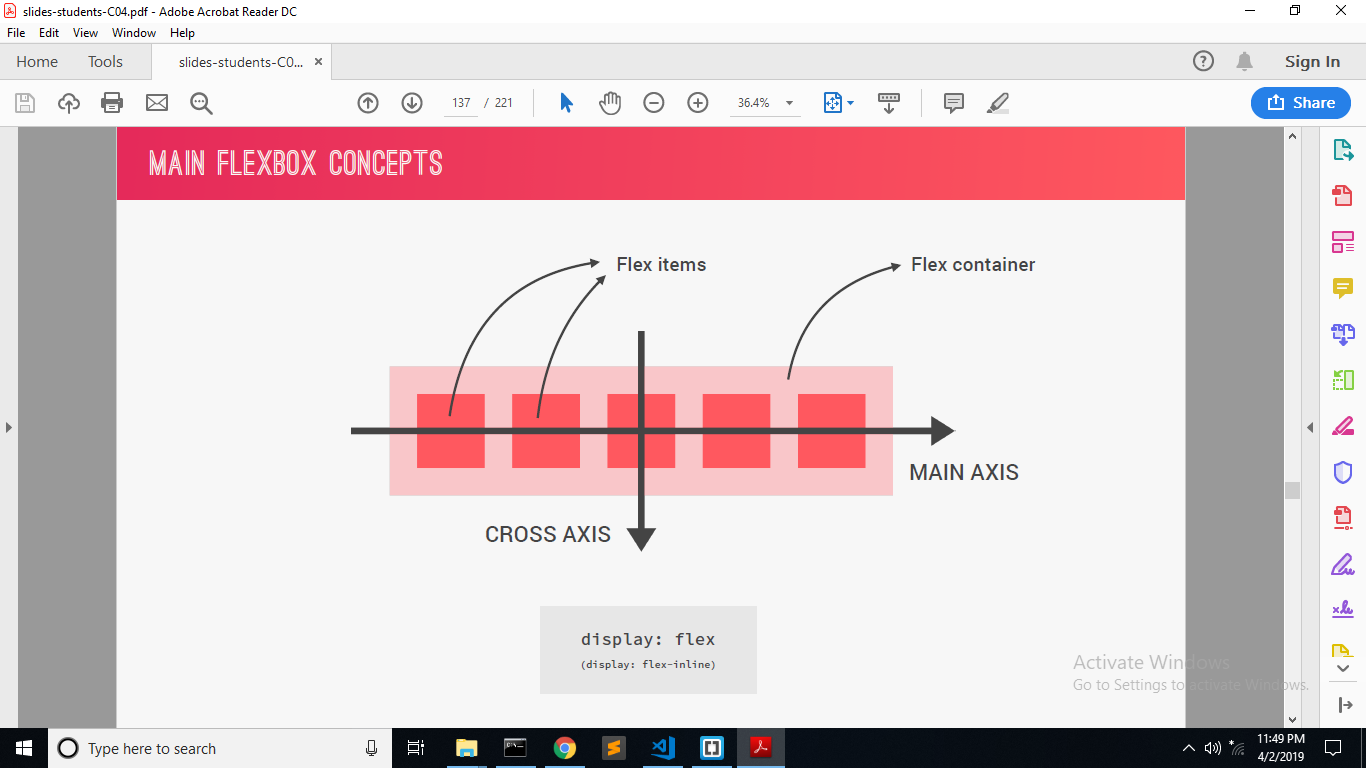 slides-students-C04.pdf - Adobe Acrobat Reader DC
File Edit View Window Help
Home Tools slides-students-C0... × Sign In
137 / 221 36.4% Share
MAIN FLEXBOX CONCEPTS
Flex items Flex container
MAIN AXIS
CROSS AXIS
display: flex
(display: flex-inline)
Activate Windows
Go to Settings to activate Windows.
Type here to search
11:49 PM
4/2/2019